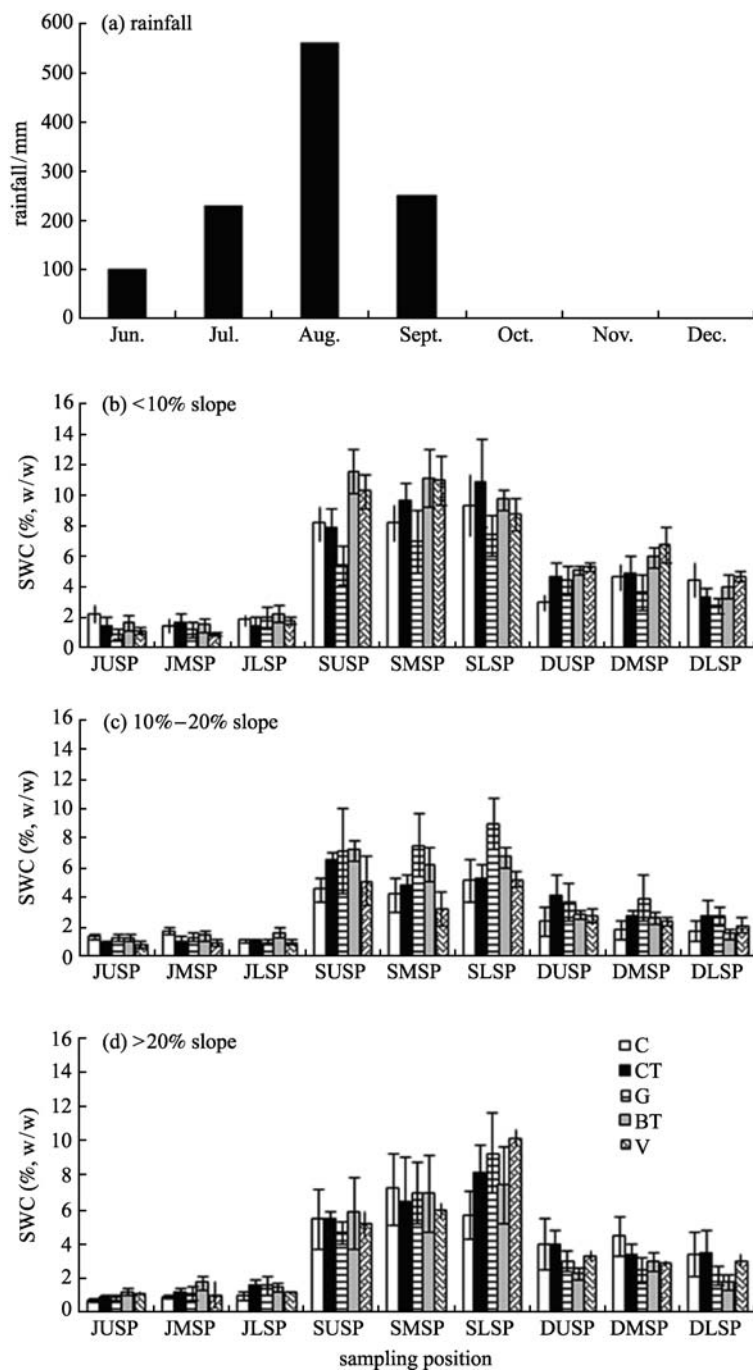 (a) rainfall
rainfall/mm
600
500
400
300
200
100
0
Jun. Jul. Aug. Sept. Oct. Nov. Dec.
(b) <10% slope
SWC (%, w/w)
16
14
12
10
8
6
4
2
0
JUSP JMSP JLSP SUSP SMSP SLSP DUSP DMSP DLSP
(c) 10%−20% slope
SWC (%, w/w)
16
14
12
10
8
6
4
2
0
JUSP JMSP JLSP SUSP SMSP SLSP DUSP DMSP DLSP
(d) >20% slope
SWC (%, w/w)
16
14
12
10
8
6
4
2
0
C
CT
G
BT
V
JUSP JMSP JLSP SUSP SMSP SLSP DUSP DMSP DLSP
sampling position